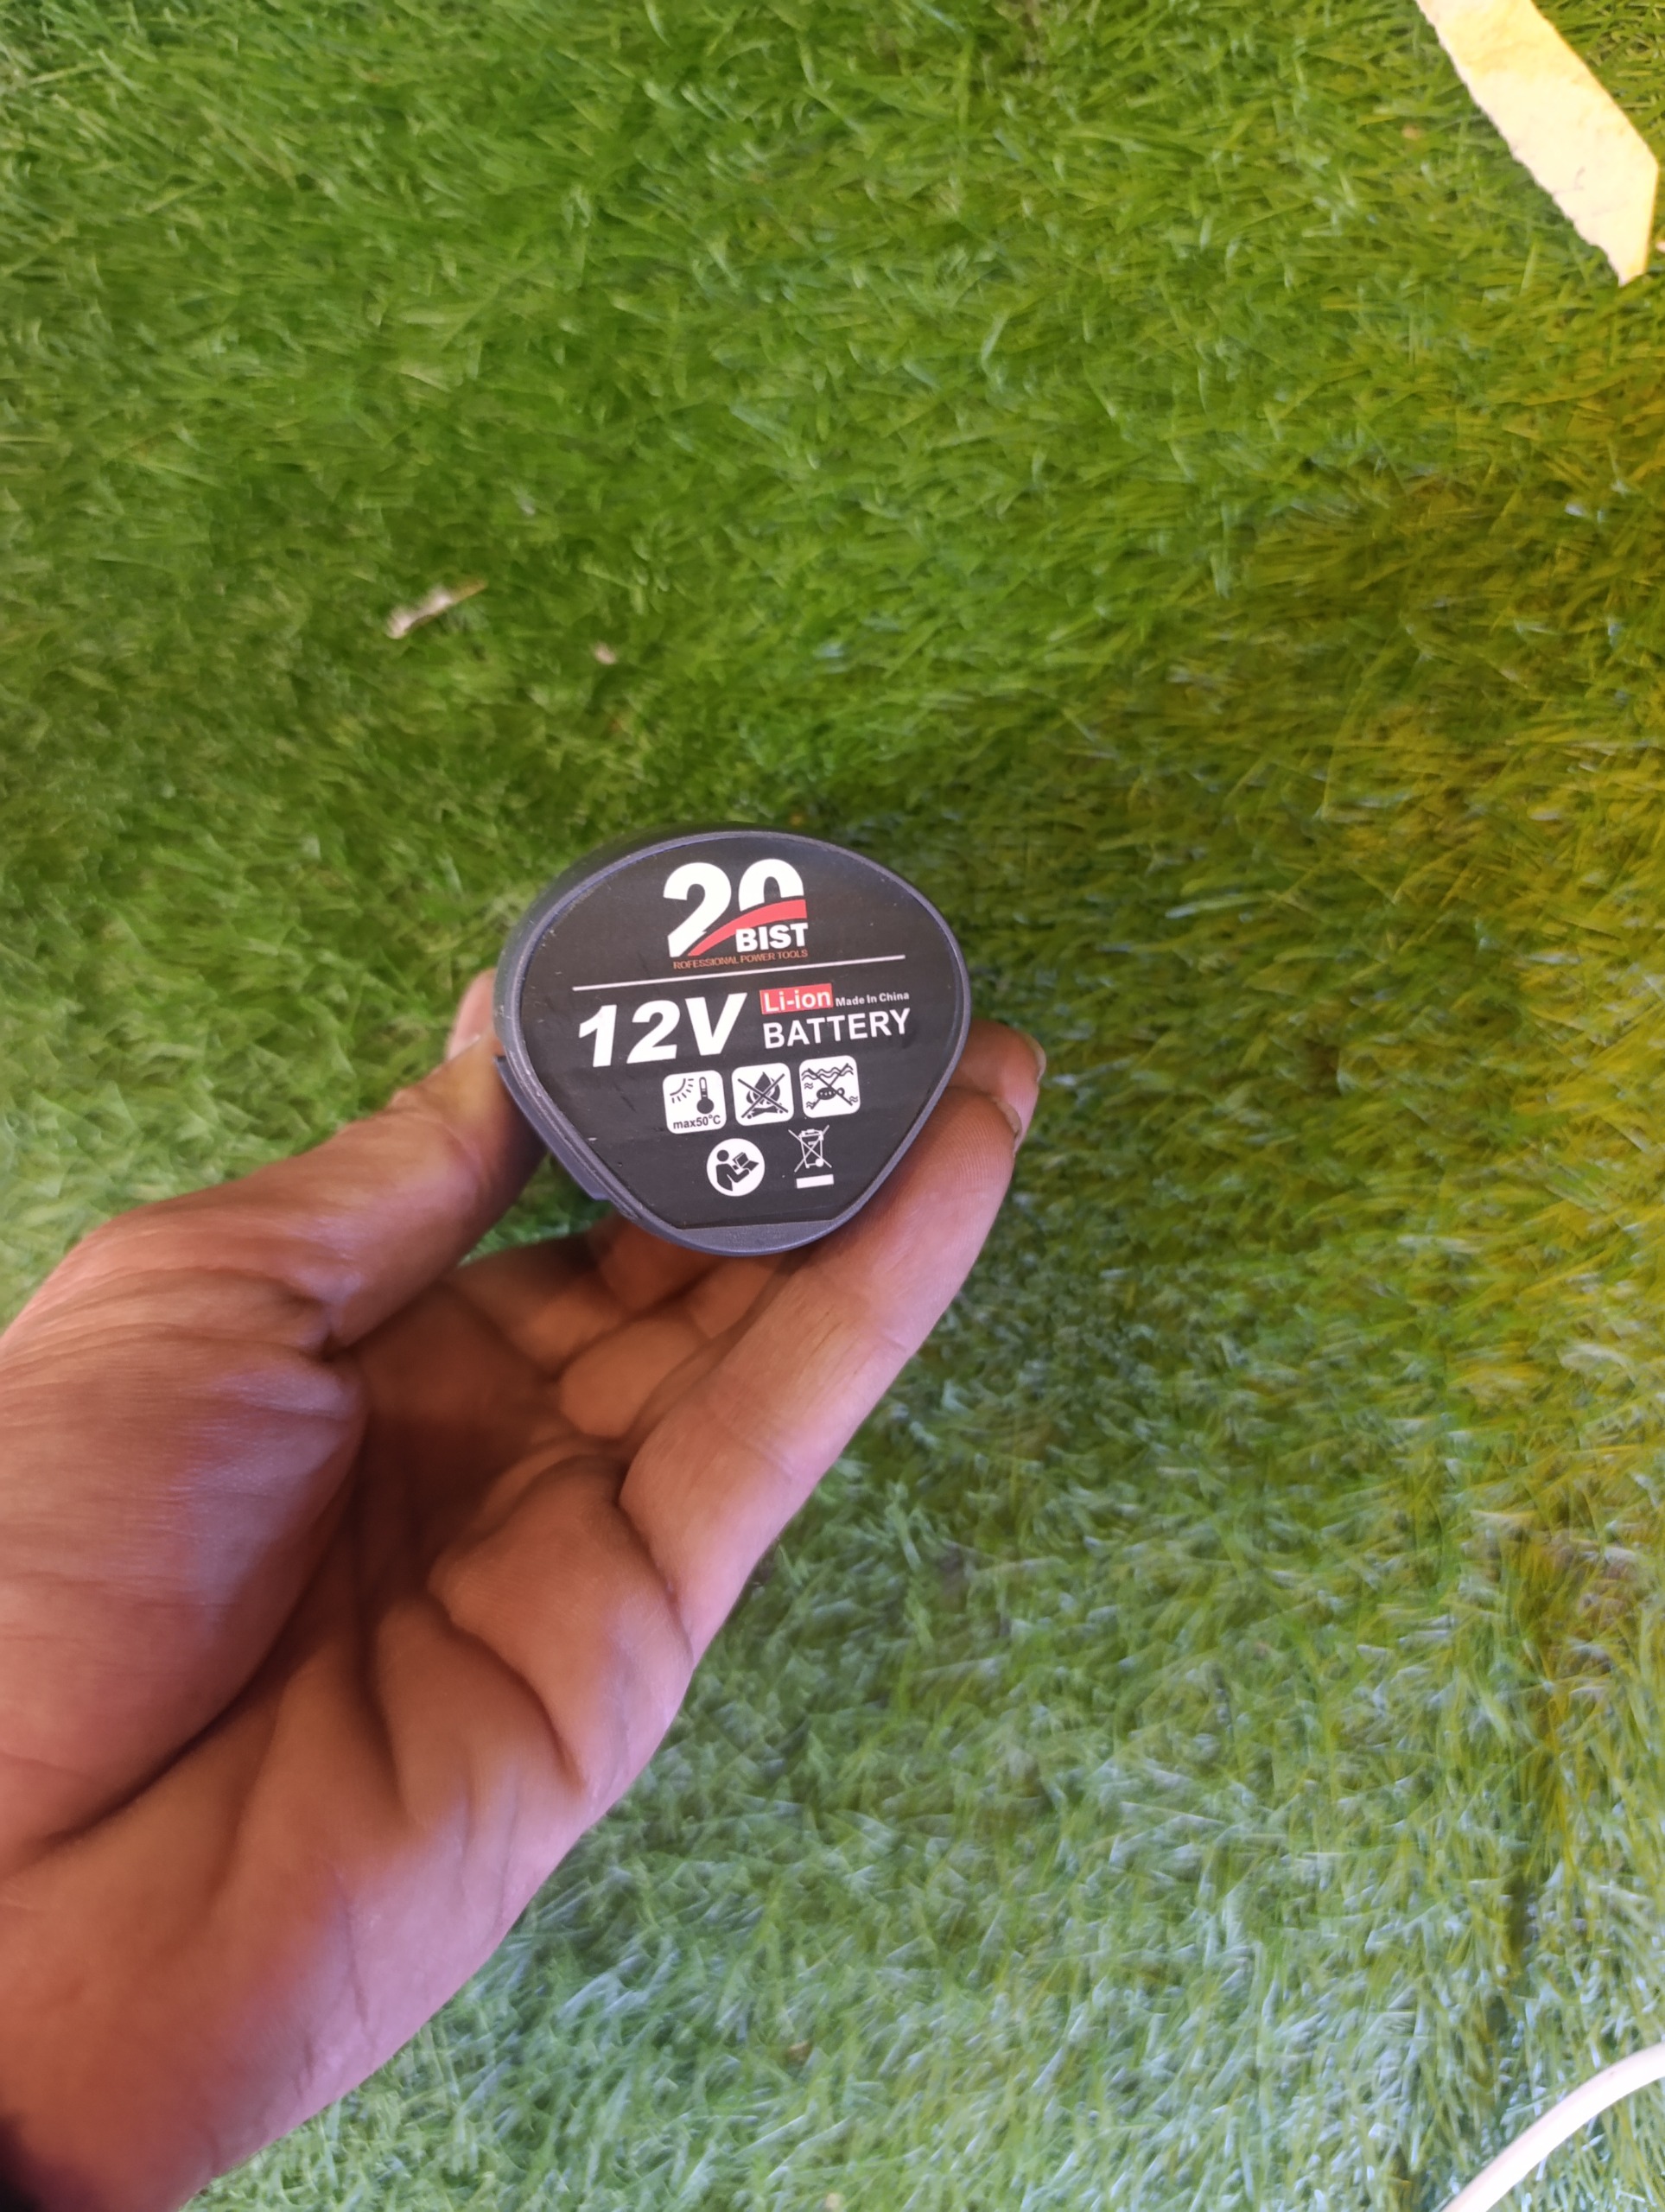 20
BIST
ROFESSIONAL POWER TOOLS
12V Li-ion Made In China
BATTERY
max50°C